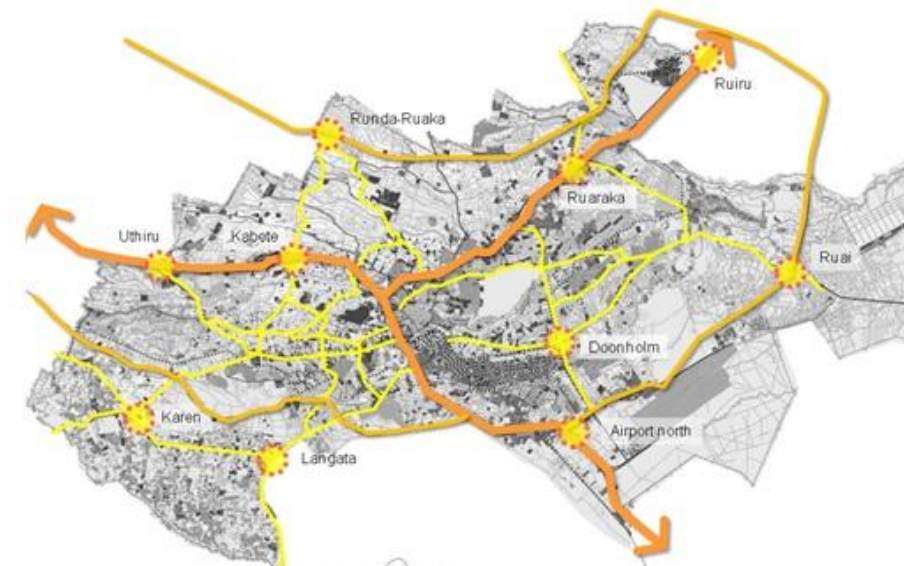 Ruiru
Runda-Ruaka
Ruaraka
Uthiru
Kabete
Ruai
Doonholm
Karen
Airport north
Langata